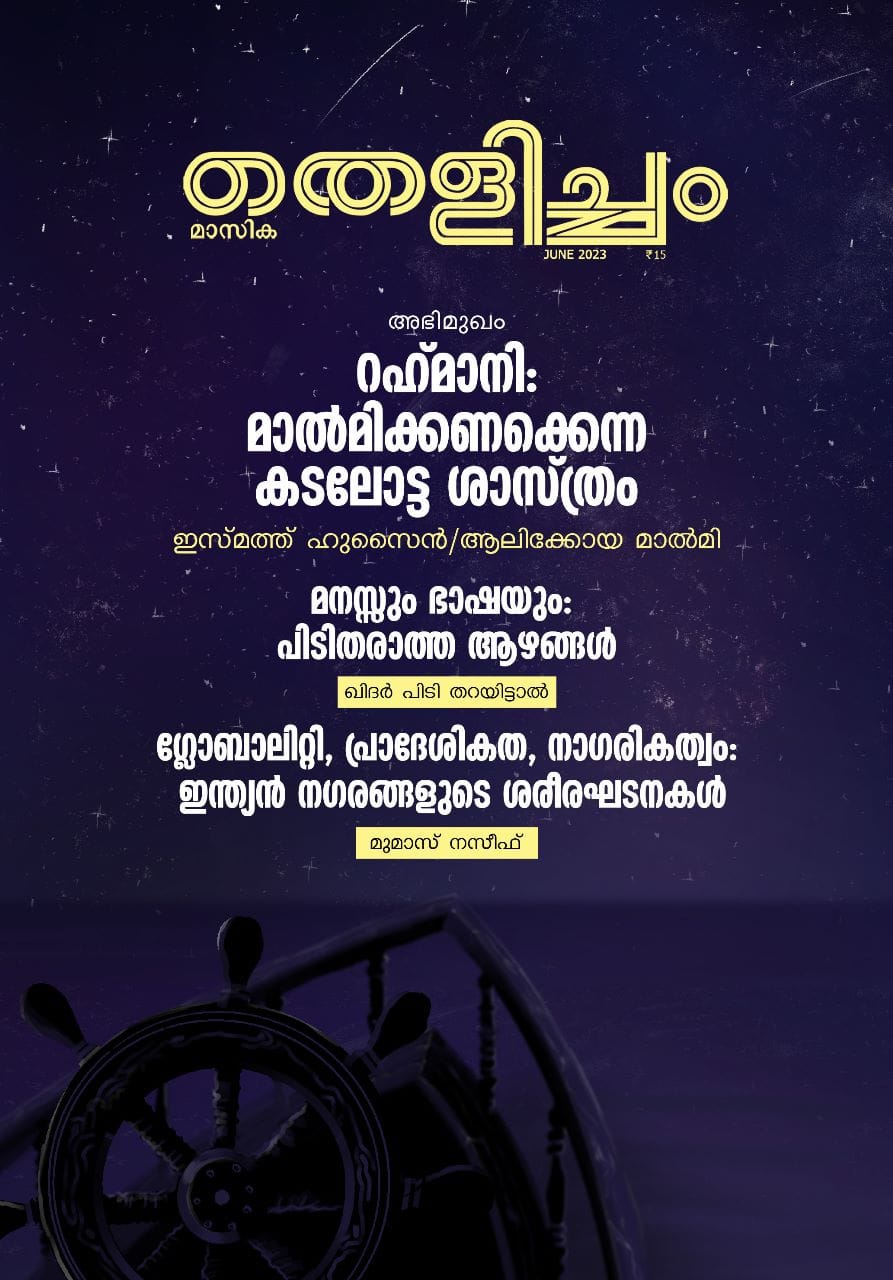 തെളിച്ചം
മാസിക
JUNE 2023 ₹15
അഭിമുഖം
റഹ്‌മാനി:
മാൽമിക്കണക്കെന്ന
കടലോട്ട ശാസ്ത്രം
ഇസ്മത്ത് ഹുസൈൻ/ആലിക്കോയ മാൽമി
മനസ്സും ഭാഷയും:
പിടിതരാത്ത ആഴങ്ങൾ
ഖിദർ പിടി തറയിട്ടാൽ
ഗ്ലോബാലിറ്റി, പ്രാദേശികത, നാഗരികത്വം:
ഇന്ത്യൻ നഗരങ്ങളുടെ ശരീരഘടനകൾ
മുമാസ് നസീഫ്